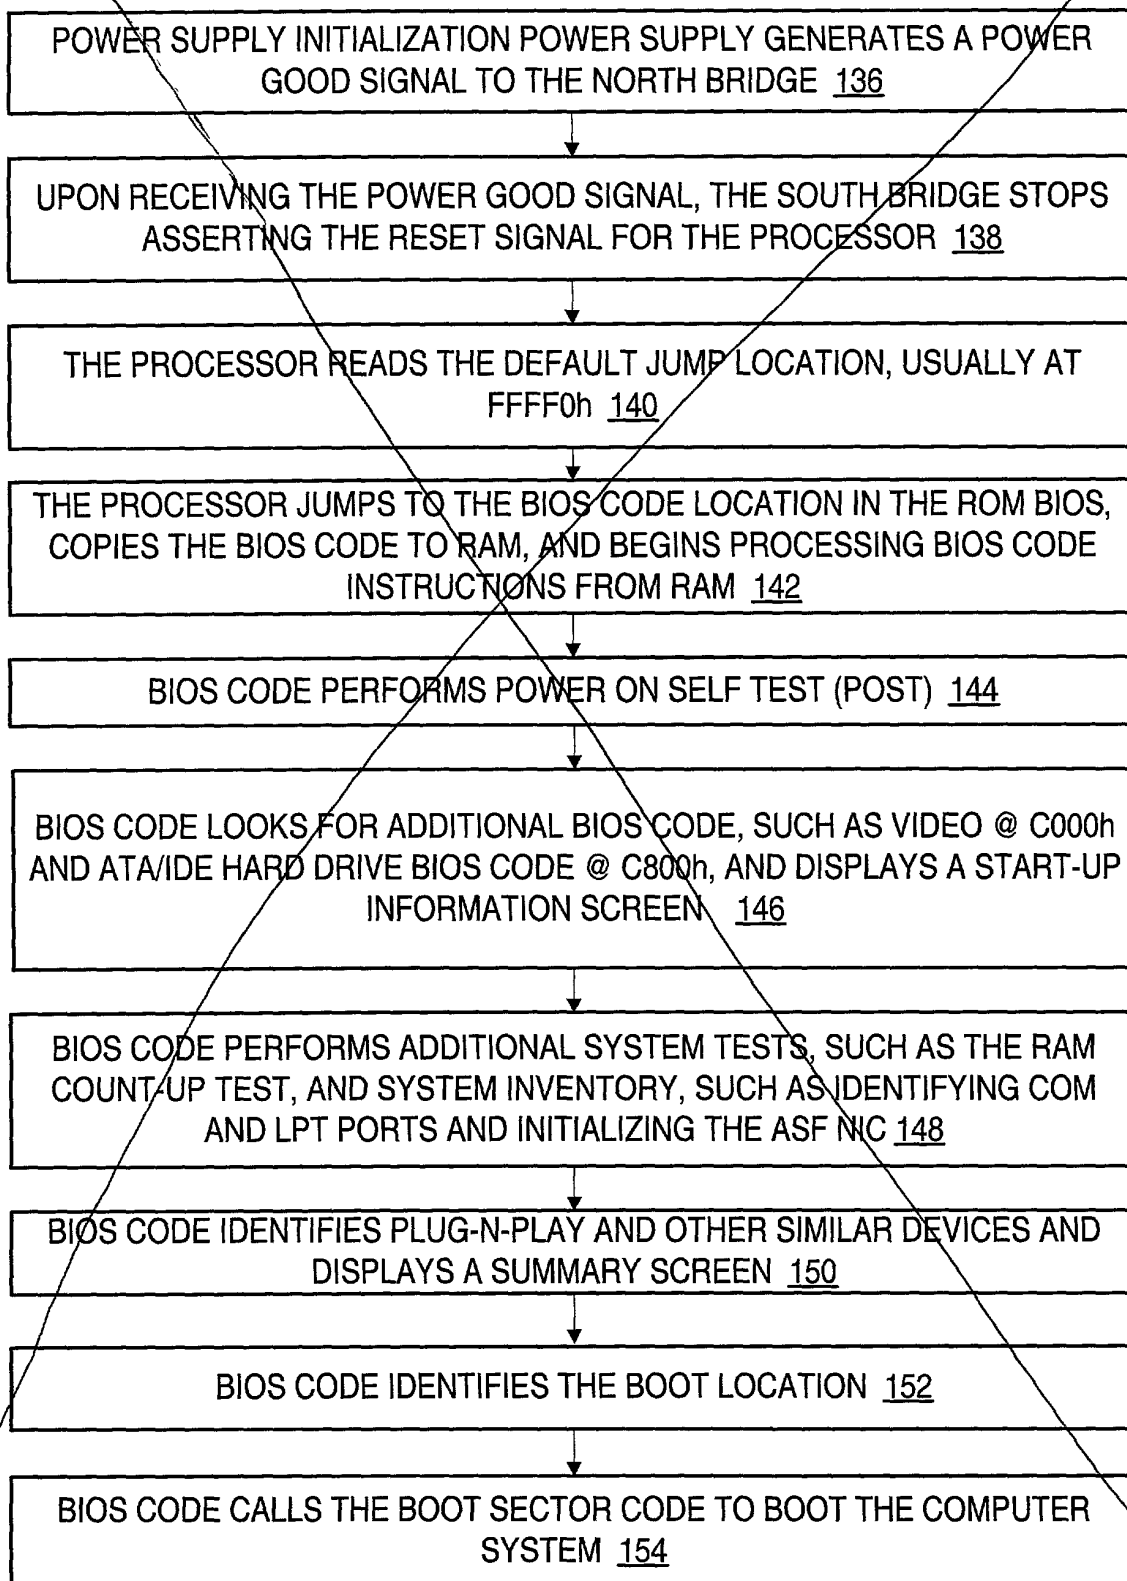 POWER SUPPLY INITIALIZATION POWER SUPPLY GENERATES A POWER
GOOD SIGNAL TO THE NORTH BRIDGE 136
UPON RECEIVING THE POWER GOOD SIGNAL, THE SOUTH BRIDGE STOPS
ASSERTING THE RESET SIGNAL FOR THE PROCESSOR 138
THE PROCESSOR READS THE DEFAULT JUMP LOCATION, USUALLY AT
FFFF0h 140
THE PROCESSOR JUMPS TO THE BIOS CODE LOCATION IN THE ROM BIOS,
COPIES THE BIOS CODE TO RAM, AND BEGINS PROCESSING BIOS CODE
INSTRUCTIONS FROM RAM 142
BIOS CODE PERFORMS POWER ON SELF TEST (POST) 144
BIOS CODE LOOKS FOR ADDITIONAL BIOS CODE, SUCH AS VIDEO @ C000h
AND ATA/IDE HARD DRIVE BIOS CODE @ C800h, AND DISPLAYS A START-UP
INFORMATION SCREEN 146
BIOS CODE PERFORMS ADDITIONAL SYSTEM TESTS, SUCH AS THE RAM
COUNT-UP TEST, AND SYSTEM INVENTORY, SUCH AS IDENTIFYING COM
AND LPT PORTS AND INITIALIZING THE ASF NIC 148
BIOS CODE IDENTIFIES PLUG-N-PLAY AND OTHER SIMILAR DEVICES AND
DISPLAYS A SUMMARY SCREEN 150
BIOS CODE IDENTIFIES THE BOOT LOCATION 152
BIOS CODE CALLS THE BOOT SECTOR CODE TO BOOT THE COMPUTER
SYSTEM 154